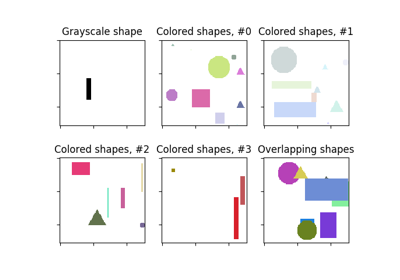 Grayscale shape
Colored shapes, #0
Colored shapes, #1
Colored shapes, #2
Colored shapes, #3
Overlapping shapes